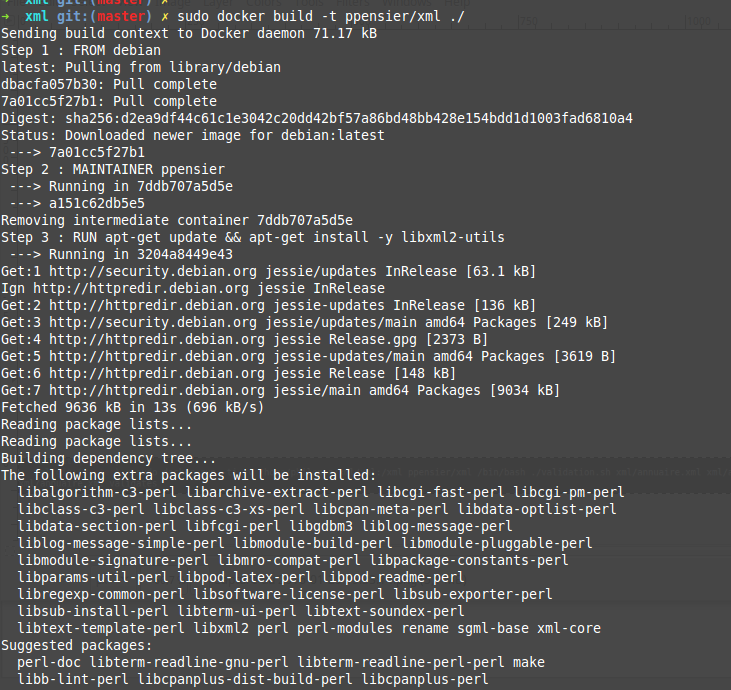 ➜ xml git:(master) ✗
➜ xml git:(master) ✗ sudo docker build -t ppensier/xml ./
Sending build context to Docker daemon 71.17 kB
Step 1 : FROM debian
latest: Pulling from library/debian
dbacfa057b30: Pull complete
7a01cc5f27b1: Pull complete
Digest: sha256:d2ea9df44c61c1e3042c20dd42bf57a86bd48bb428e154bdd1d1003fad6810a4
Status: Downloaded newer image for debian:latest
---> 7a01cc5f27b1
Step 2 : MAINTAINER ppensier
---> Running in 7ddb707a5d5e
---> a151c62db5e5
Removing intermediate container 7ddb707a5d5e
Step 3 : RUN apt-get update && apt-get install -y libxml2-utils
---> Running in 3204a8449e43
Get:1 http://security.debian.org jessie/updates InRelease [63.1 kB]
Ign http://httpredir.debian.org jessie InRelease
Get:2 http://httpredir.debian.org jessie-updates InRelease [136 kB]
Get:3 http://security.debian.org jessie/updates/main amd64 Packages [249 kB]
Get:4 http://httpredir.debian.org jessie Release.gpg [2373 B]
Get:5 http://httpredir.debian.org jessie-updates/main amd64 Packages [3619 B]
Get:6 http://httpredir.debian.org jessie Release [148 kB]
Get:7 http://httpredir.debian.org jessie/main amd64 Packages [9034 kB]
Fetched 9636 kB in 13s (696 kB/s)
Reading package lists...
Reading package lists...
Building dependency tree...
The following extra packages will be installed:
libalgorithm-c3-perl libarchive-extract-perl libcgi-fast-perl libcgi-pm-perl
libclass-c3-perl libclass-c3-xs-perl libcpan-meta-perl libdata-optlist-perl
libdata-section-perl libfcgi-perl libgdbm3 liblog-message-perl
liblog-message-simple-perl libmodule-build-perl libmodule-pluggable-perl
libmodule-signature-perl libmro-compat-perl libpackage-constants-perl
libparams-util-perl libpod-latex-perl libpod-readme-perl
libregexp-common-perl libsoftware-license-perl libsub-exporter-perl
libsub-install-perl libterm-ui-perl libtext-soundex-perl
libtext-template-perl libxml2 perl perl-modules rename sgml-base xml-core
Suggested packages:
perl-doc libterm-readline-gnu-perl libterm-readline-perl-perl make
libb-lint-perl libcpanplus-dist-build-perl libcpanplus-perl